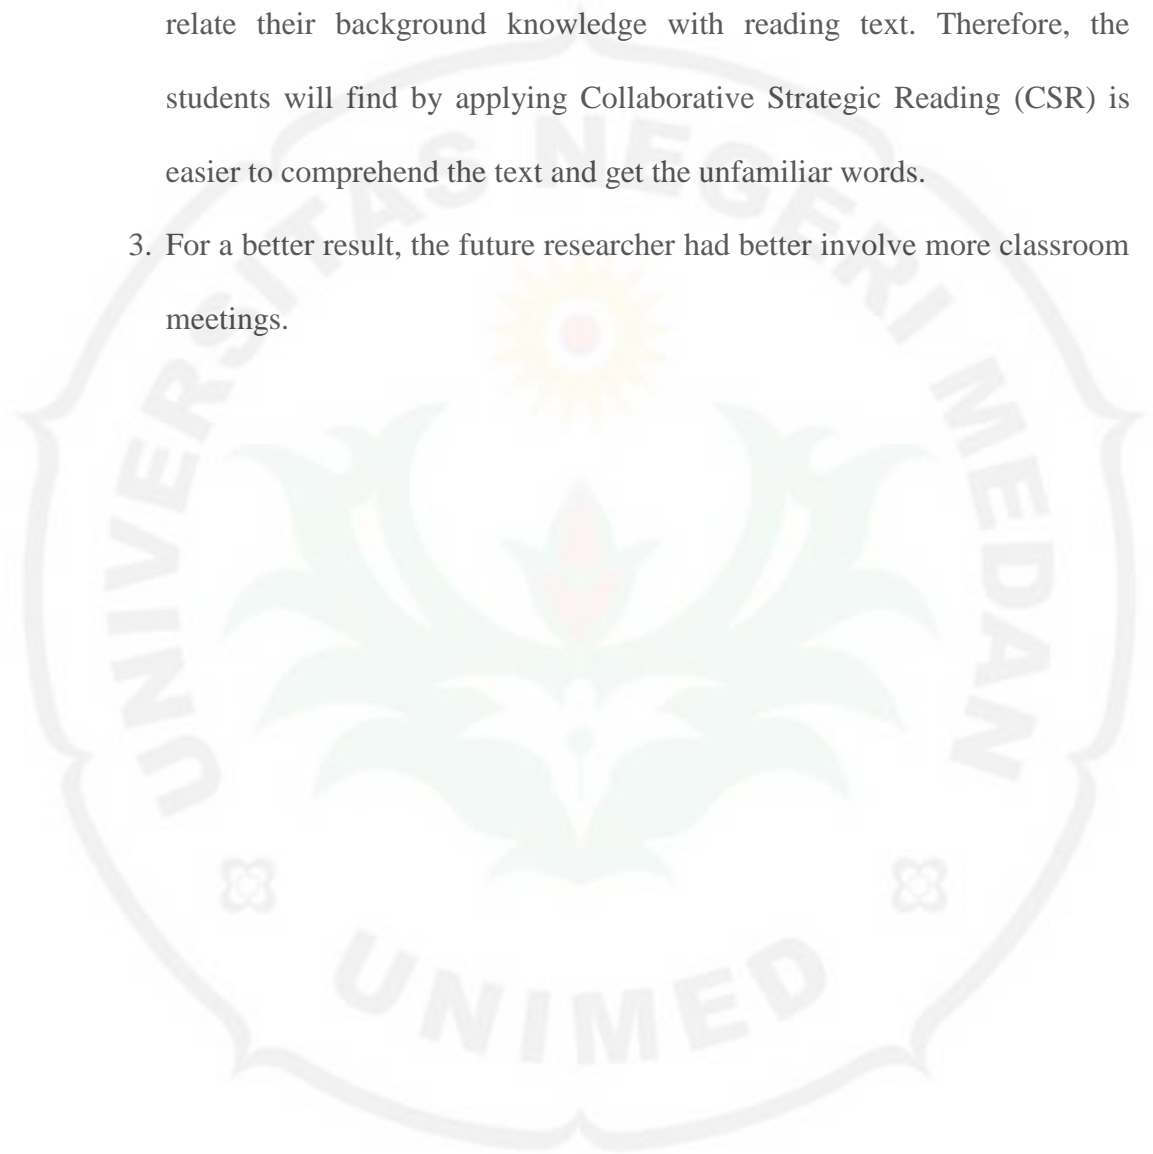 relate their background knowledge with reading text. Therefore, the
students will find by applying Collaborative Strategic Reading (CSR) is
easier to comprehend the text and get the unfamiliar words.
3. For a better result, the future researcher had better involve more classroom
meetings.
UNIVERSITAS NEGERI MEDAN
UNIMED